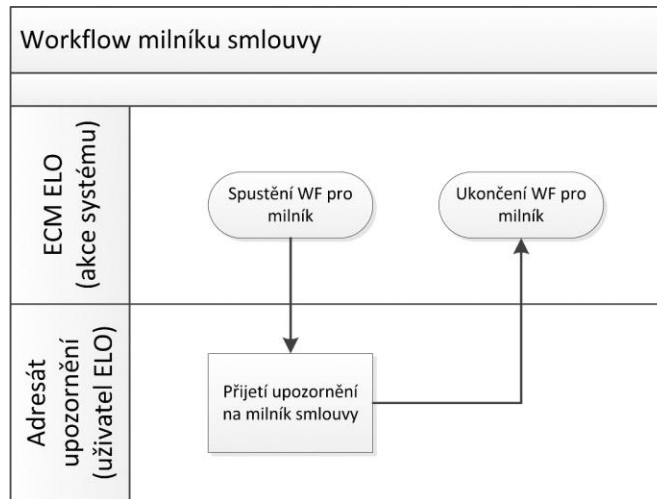 Workflow milníku smlouvy
ECM ELO
(akce systému)
Spuštění WF pro
milník
Ukončení WF pro
milník
Adresát
upozornění
(uživatel ELO)
Přijetí upozornění
na milník smlouvy